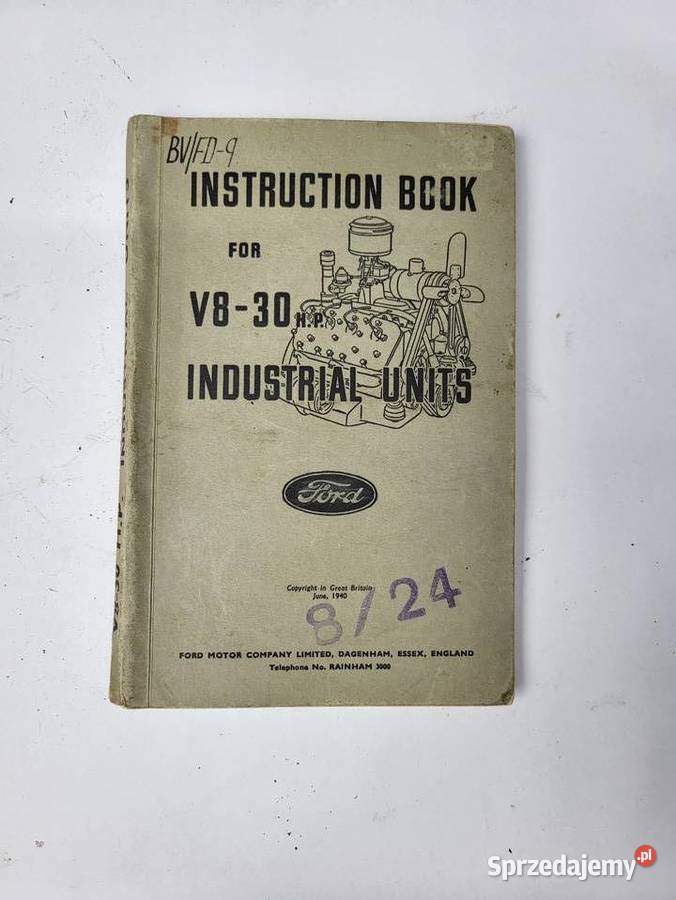 BV/FD-9
INSTRUCTION BOOK
FOR
V8-30 H.P.
INDUSTRIAL UNITS
Ford
Copyright in Great Britain
June, 1940
8/24
FORD MOTOR COMPANY LIMITED, DAGENHAM, ESSEX, ENGLAND
Telephone No. RAINHAM 3000
Sprzedajemy.pl